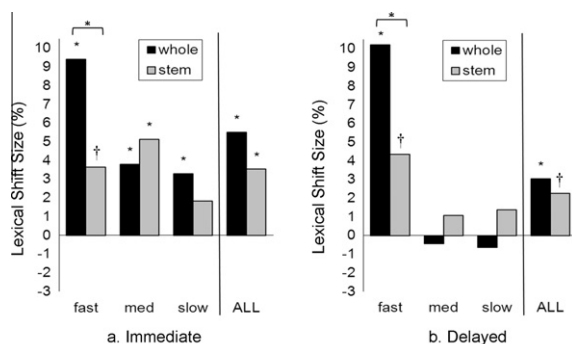 *
Lexical Shift Size (%)
10
9
8
7
6
5
4
3
2
1
0
-1
-2
-3
*
†
*
*
*
*
*
whole
stem
fast
med
slow
ALL
a. Immediate
*
Lexical Shift Size (%)
10
9
8
7
6
5
4
3
2
1
0
-1
-2
-3
*
†
*
†
whole
stem
fast
med
slow
ALL
b. Delayed